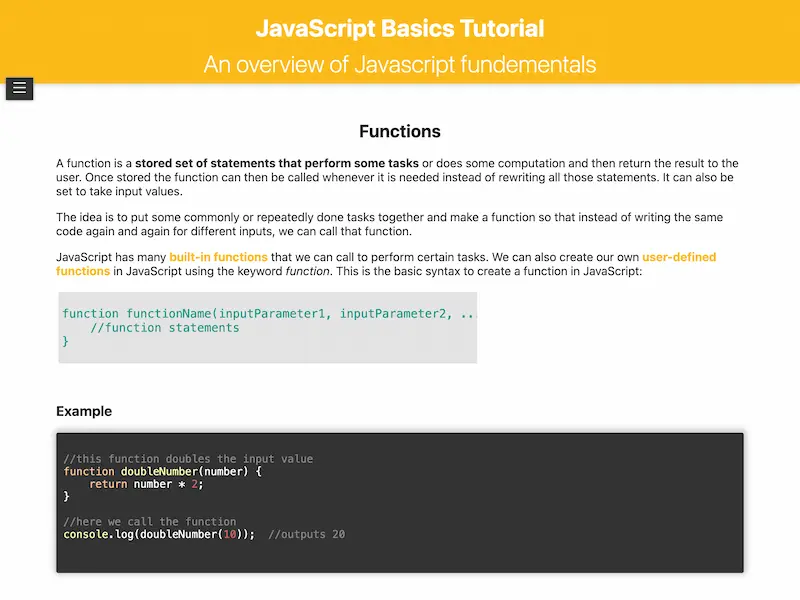 JavaScript Basics Tutorial
An overview of Javascript fundementals
Functions
A function is a stored set of statements that perform some tasks or does some computation and then return the result to the
user. Once stored the function can then be called whenever it is needed instead of rewriting all those statements. It can also be
set to take input values.
The idea is to put some commonly or repeatedly done tasks together and make a function so that instead of writing the same
code again and again for different inputs, we can call that function.
JavaScript has many built-in functions that we can call to perform certain tasks. We can also create our own user-defined
functions in JavaScript using the keyword function. This is the basic syntax to create a function in JavaScript:
function functionName(inputParameter1, inputParameter2, ..
    //function statements
}
Example
//this function doubles the input value
function doubleNumber(number) {
    return number * 2;
}
//here we call the function
console.log(doubleNumber(10));  //outputs 20